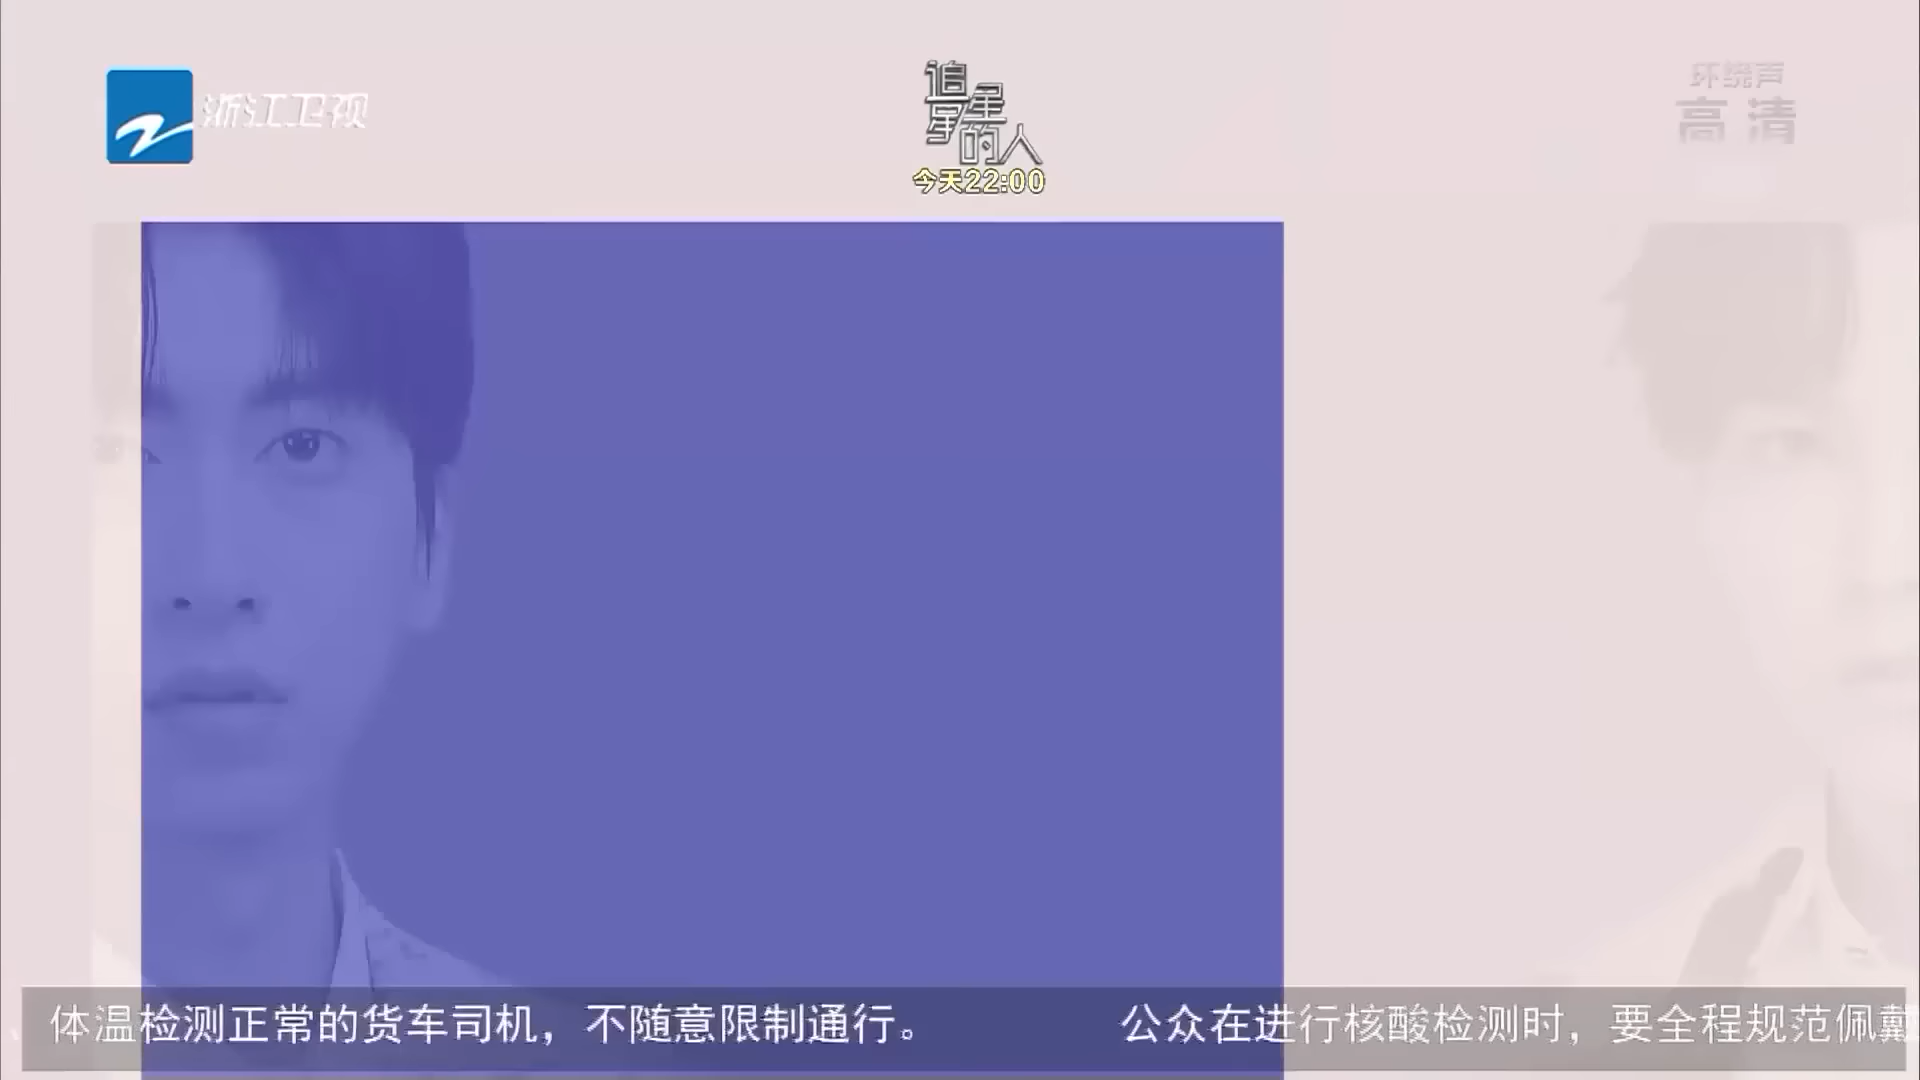 浙江卫视
追星星的人
今天22:00
环绕声
高清
体温检测正常的货车司机，不随意限制通行。 公众在进行核酸检测时，要全程规范佩戴